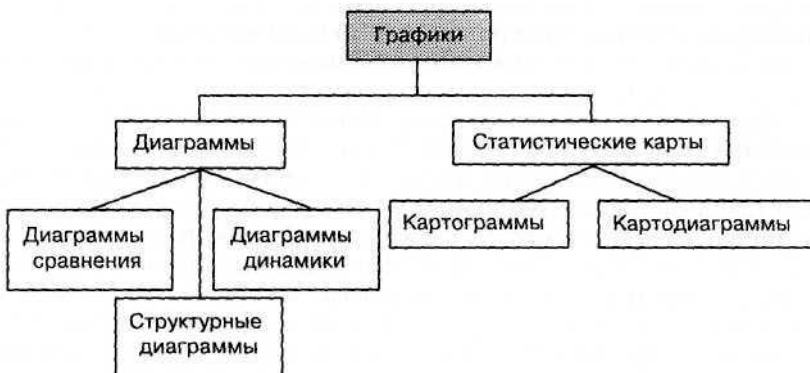 Графики
Диаграммы
Статистические карты
Диаграммы
сравнения
Диаграммы
динамики
Структурные
диаграммы
Картограммы
Картодиаграммы